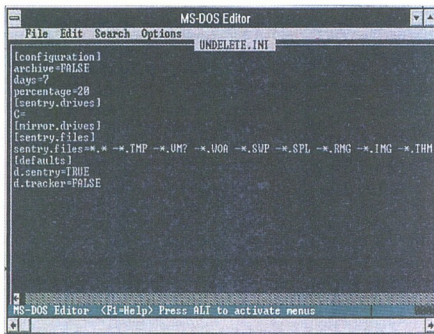 MS-DOS Editor
File Edit Search Options
UNDELETE.INI
[configuration]
archive=FALSE
days=7
percentage=20
[sentry.drives]
C=
[mirror.drives]
[sentry.files]
sentry.files=*.* -*.TMP -*.VM? -*.WOA -*.SWP -*.SPL -*.RMG -*.IMG -*.THM
[defaults]
d.sentry=TRUE
d.tracker=FALSE
MS-DOS Editor <F1=Help> Press ALT to activate menus